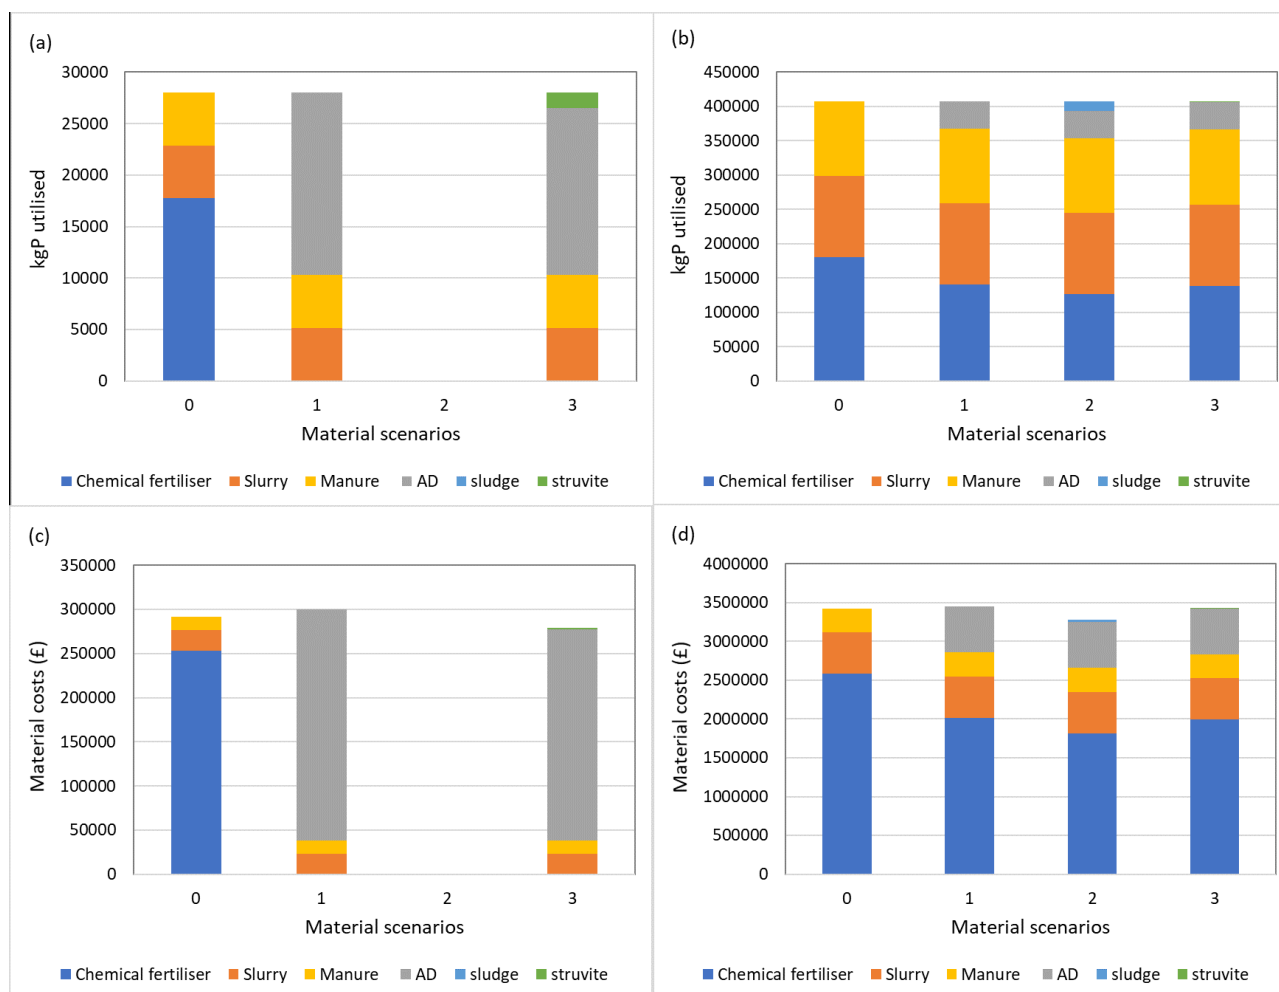 (a)
30000
25000
20000
15000
10000
5000
0
kgP utilised
0 1 2 3
Material scenarios
Chemical fertiliser Slurry Manure AD sludge struvite
(b)
450000
400000
350000
300000
250000
200000
150000
100000
50000
0
kgP utilised
0 1 2 3
Material scenarios
Chemical fertiliser Slurry Manure AD sludge struvite
(c)
350000
300000
250000
200000
150000
100000
50000
0
Material costs (£)
0 1 2 3
Material scenarios
Chemical fertiliser Slurry Manure AD sludge struvite
(d)
4000000
3500000
3000000
2500000
2000000
1500000
1000000
500000
0
Material costs (£)
0 1 2 3
Material scenarios
Chemical fertiliser Slurry Manure AD sludge struvite